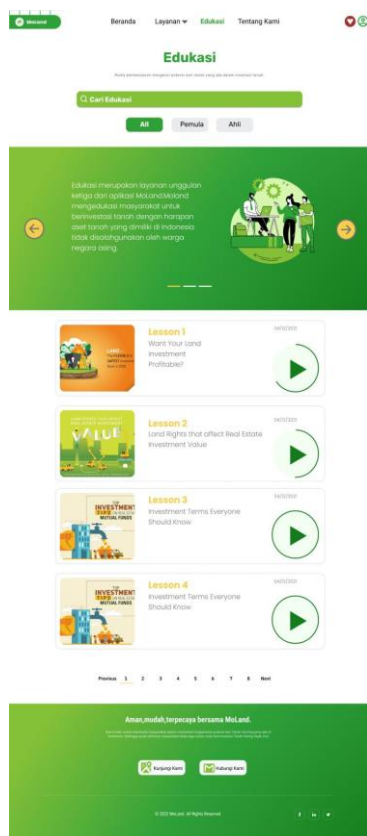 MoLand
Beranda Layanan Edukasi Tentang Kami
Edukasi
Cari Edukasi
All Pemula Ahli
Edukasi merupakan layanan unggulan
ketiga dari aplikasi MoLand.Moland
mengedukasi masyarakat untuk
berinvestasi tanah dengan harapan
aset tanah yang dimiliki di Indonesia
tidak disalahgunakan oleh warga
negara asing.
Lesson 1
Want Your Land
Investment
Profitable?
LAND
Lesson 2
Land Rights that affect Real Estate
Investment Value
VALUE
Lesson 3
Investment Terms Everyone
Should Know
TOP
INVESTMENT
TIPS
MUTUAL FUNDS
Lesson 4
Investment Terms Everyone
Should Know
TOP
INVESTMENT
TIPS
MUTUAL FUNDS
Previous 1 2 3 4 5 6 7 8 Next
Aman,mudah,terpecaya bersama MoLand.
Kunjungi Kami
Hubungi Kami
© 2022 MoLand. All Rights Reserved